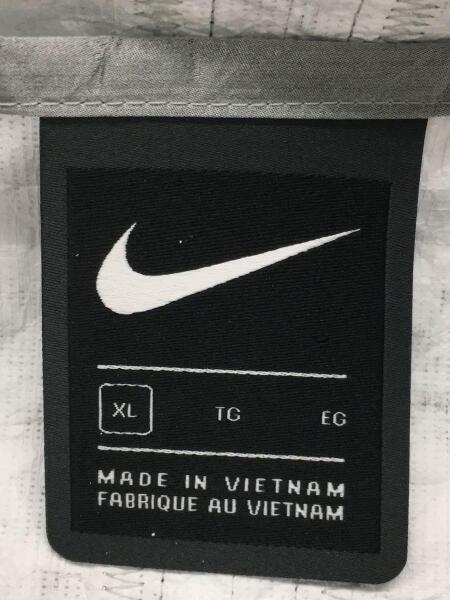 XL TG EG
MADE IN VIETNAM
FABRIQUE AU VIETNAM